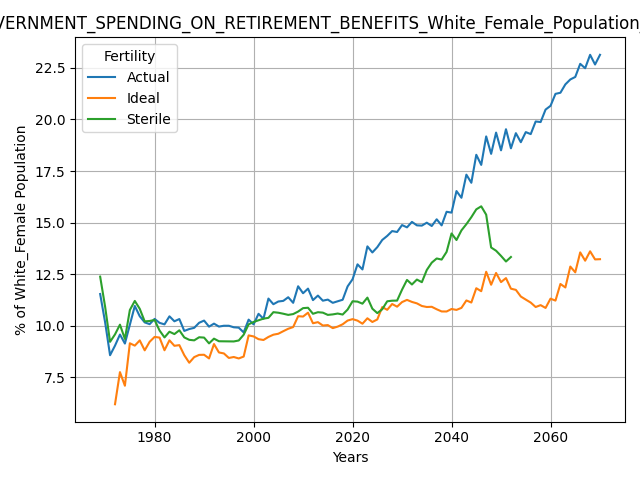 VERNMENT_SPENDING_ON_RETIREMENT_BENEFITS_White_Female_Population_
Fertility
Actual
Ideal
Sterile
% of White_Female Population
22.5
20.0
17.5
15.0
12.5
10.0
7.5
1980 2000 2020 2040 2060
Years